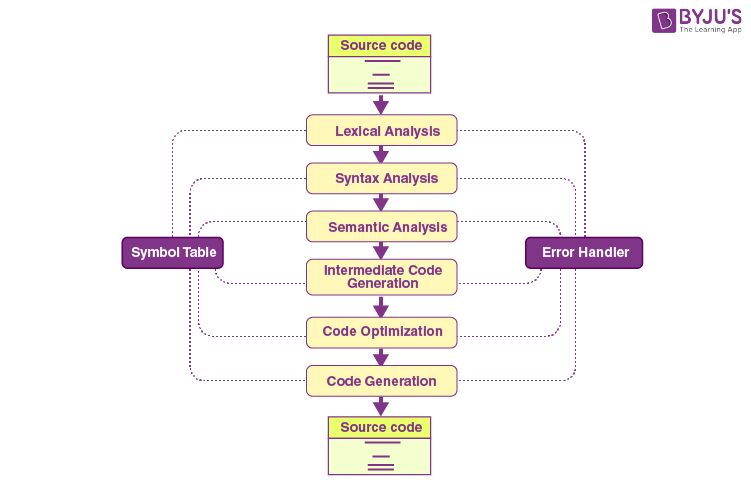 BYJU'S
The Learning App
Source code
Lexical Analysis
Syntax Analysis
Semantic Analysis
Symbol Table
Error Handler
Intermediate Code
Generation
Code Optimization
Code Generation
Source code